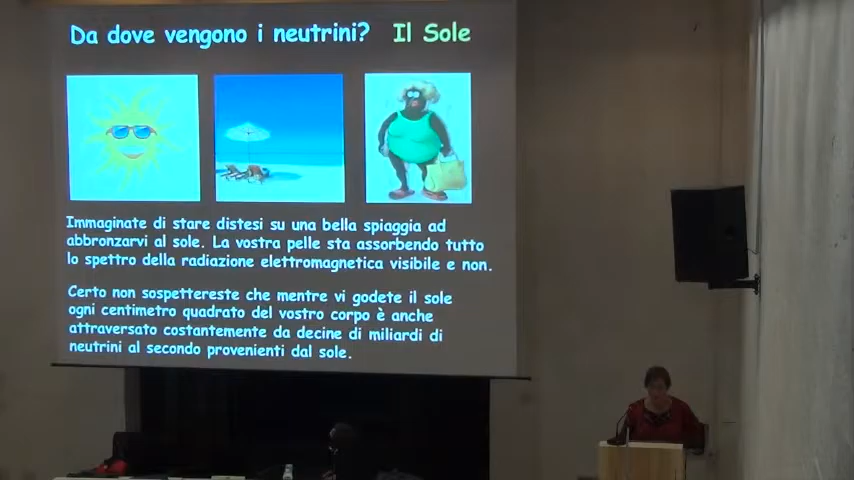 Da dove vengono i neutrini? Il Sole
Immaginate di stare distesi su una bella spiaggia ad
abbronzarvi al sole. La vostra pelle sta assorbendo tutto
lo spettro della radiazione elettromagnetica visibile e non.
Certo non sospettereste che mentre vi godete il sole
ogni centimetro quadrato del vostro corpo è anche
attraversato costantemente da decine di miliardi di
neutrini al secondo provenienti dal sole.